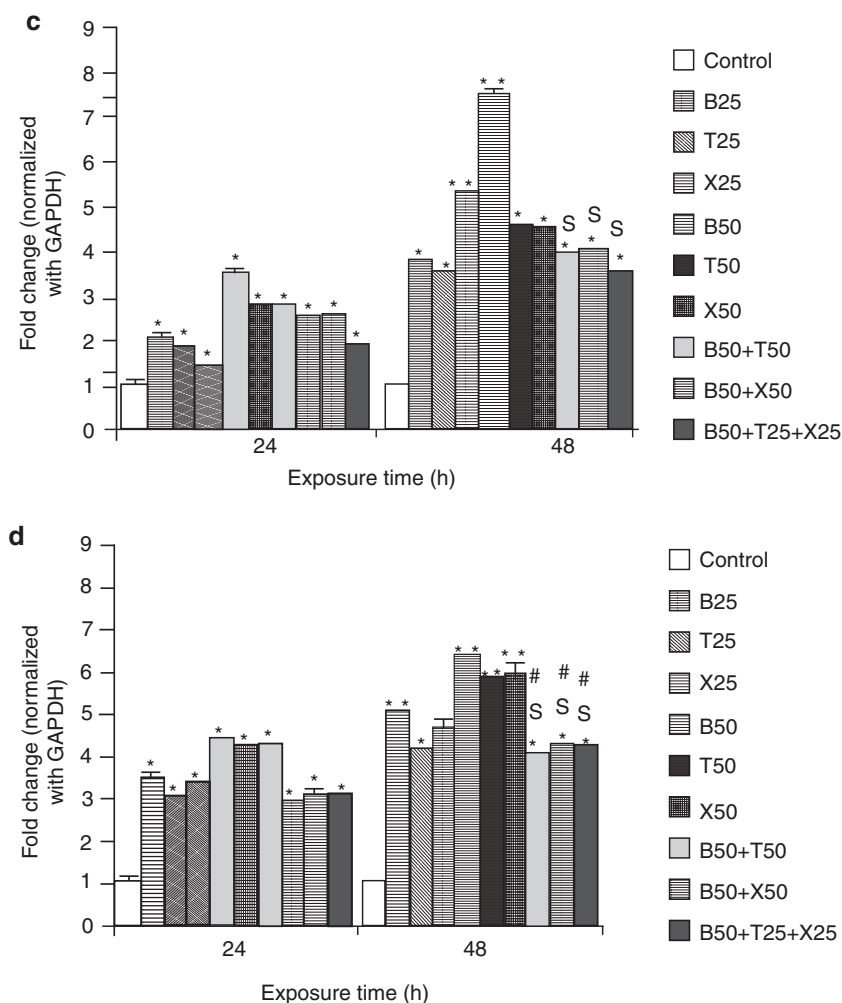 c
Fold change (normalized
with GAPDH)
9
8
7
6
5
4
3
2
1
0
*
*
*
*
*
*
*
*
*
*
* *
* *
*
*
S
*
S
*
S
*
24
48
Exposure time (h)
Control
B25
T25
X25
B50
T50
X50
B50+T50
B50+X50
B50+T25+X25
d
Fold change (normalized
with GAPDH)
9
8
7
6
5
4
3
2
1
0
*
*
*
*
*
*
*
*
*
* *
*
* *
* *
* *
#
S
*
#
S
*
#
S
*
24
48
Exposure time (h)
Control
B25
T25
X25
B50
T50
X50
B50+T50
B50+X50
B50+T25+X25